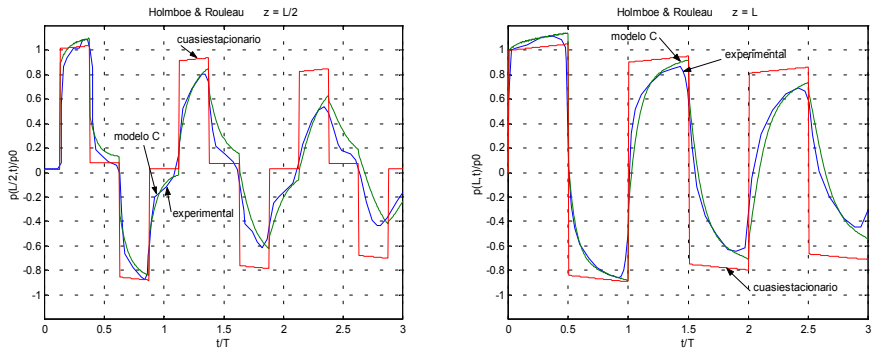 Holmboe & Rouleau z = L/2
p(L/2,t)/p0
1
0.8
0.6
0.4
0.2
0
-0.2
-0.4
-0.6
-0.8
-1
cuasiestacionario
modelo C
experimental
0 0.5 1 1.5 2 2.5 3
t/T
Holmboe & Rouleau z = L
p(L,t)/p0
1
0.8
0.6
0.4
0.2
0
-0.2
-0.4
-0.6
-0.8
-1
modelo C
experimental
cuasiestacionario
0 0.5 1 1.5 2 2.5 3
t/T